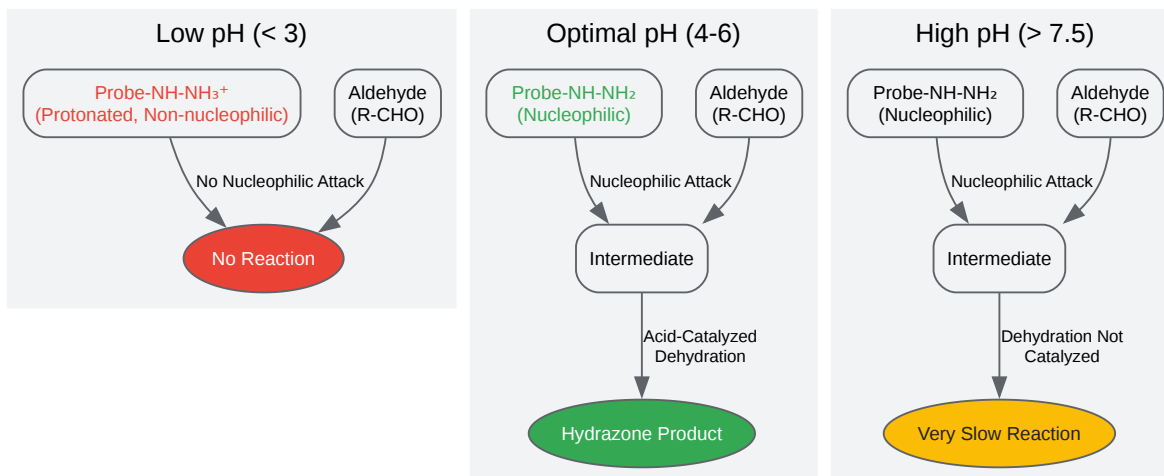 Low pH (< 3)
Probe-NH-NH₃⁺
(Protonated, Non-nucleophilic)
Aldehyde
(R-CHO)
No Nucleophilic Attack
No Reaction
Optimal pH (4-6)
Probe-NH-NH₂
(Nucleophilic)
Aldehyde
(R-CHO)
Nucleophilic Attack
Intermediate
Acid-Catalyzed
Dehydration
Hydrazone Product
High pH (> 7.5)
Probe-NH-NH₂
(Nucleophilic)
Aldehyde
(R-CHO)
Nucleophilic Attack
Intermediate
Dehydration Not
Catalyzed
Very Slow Reaction